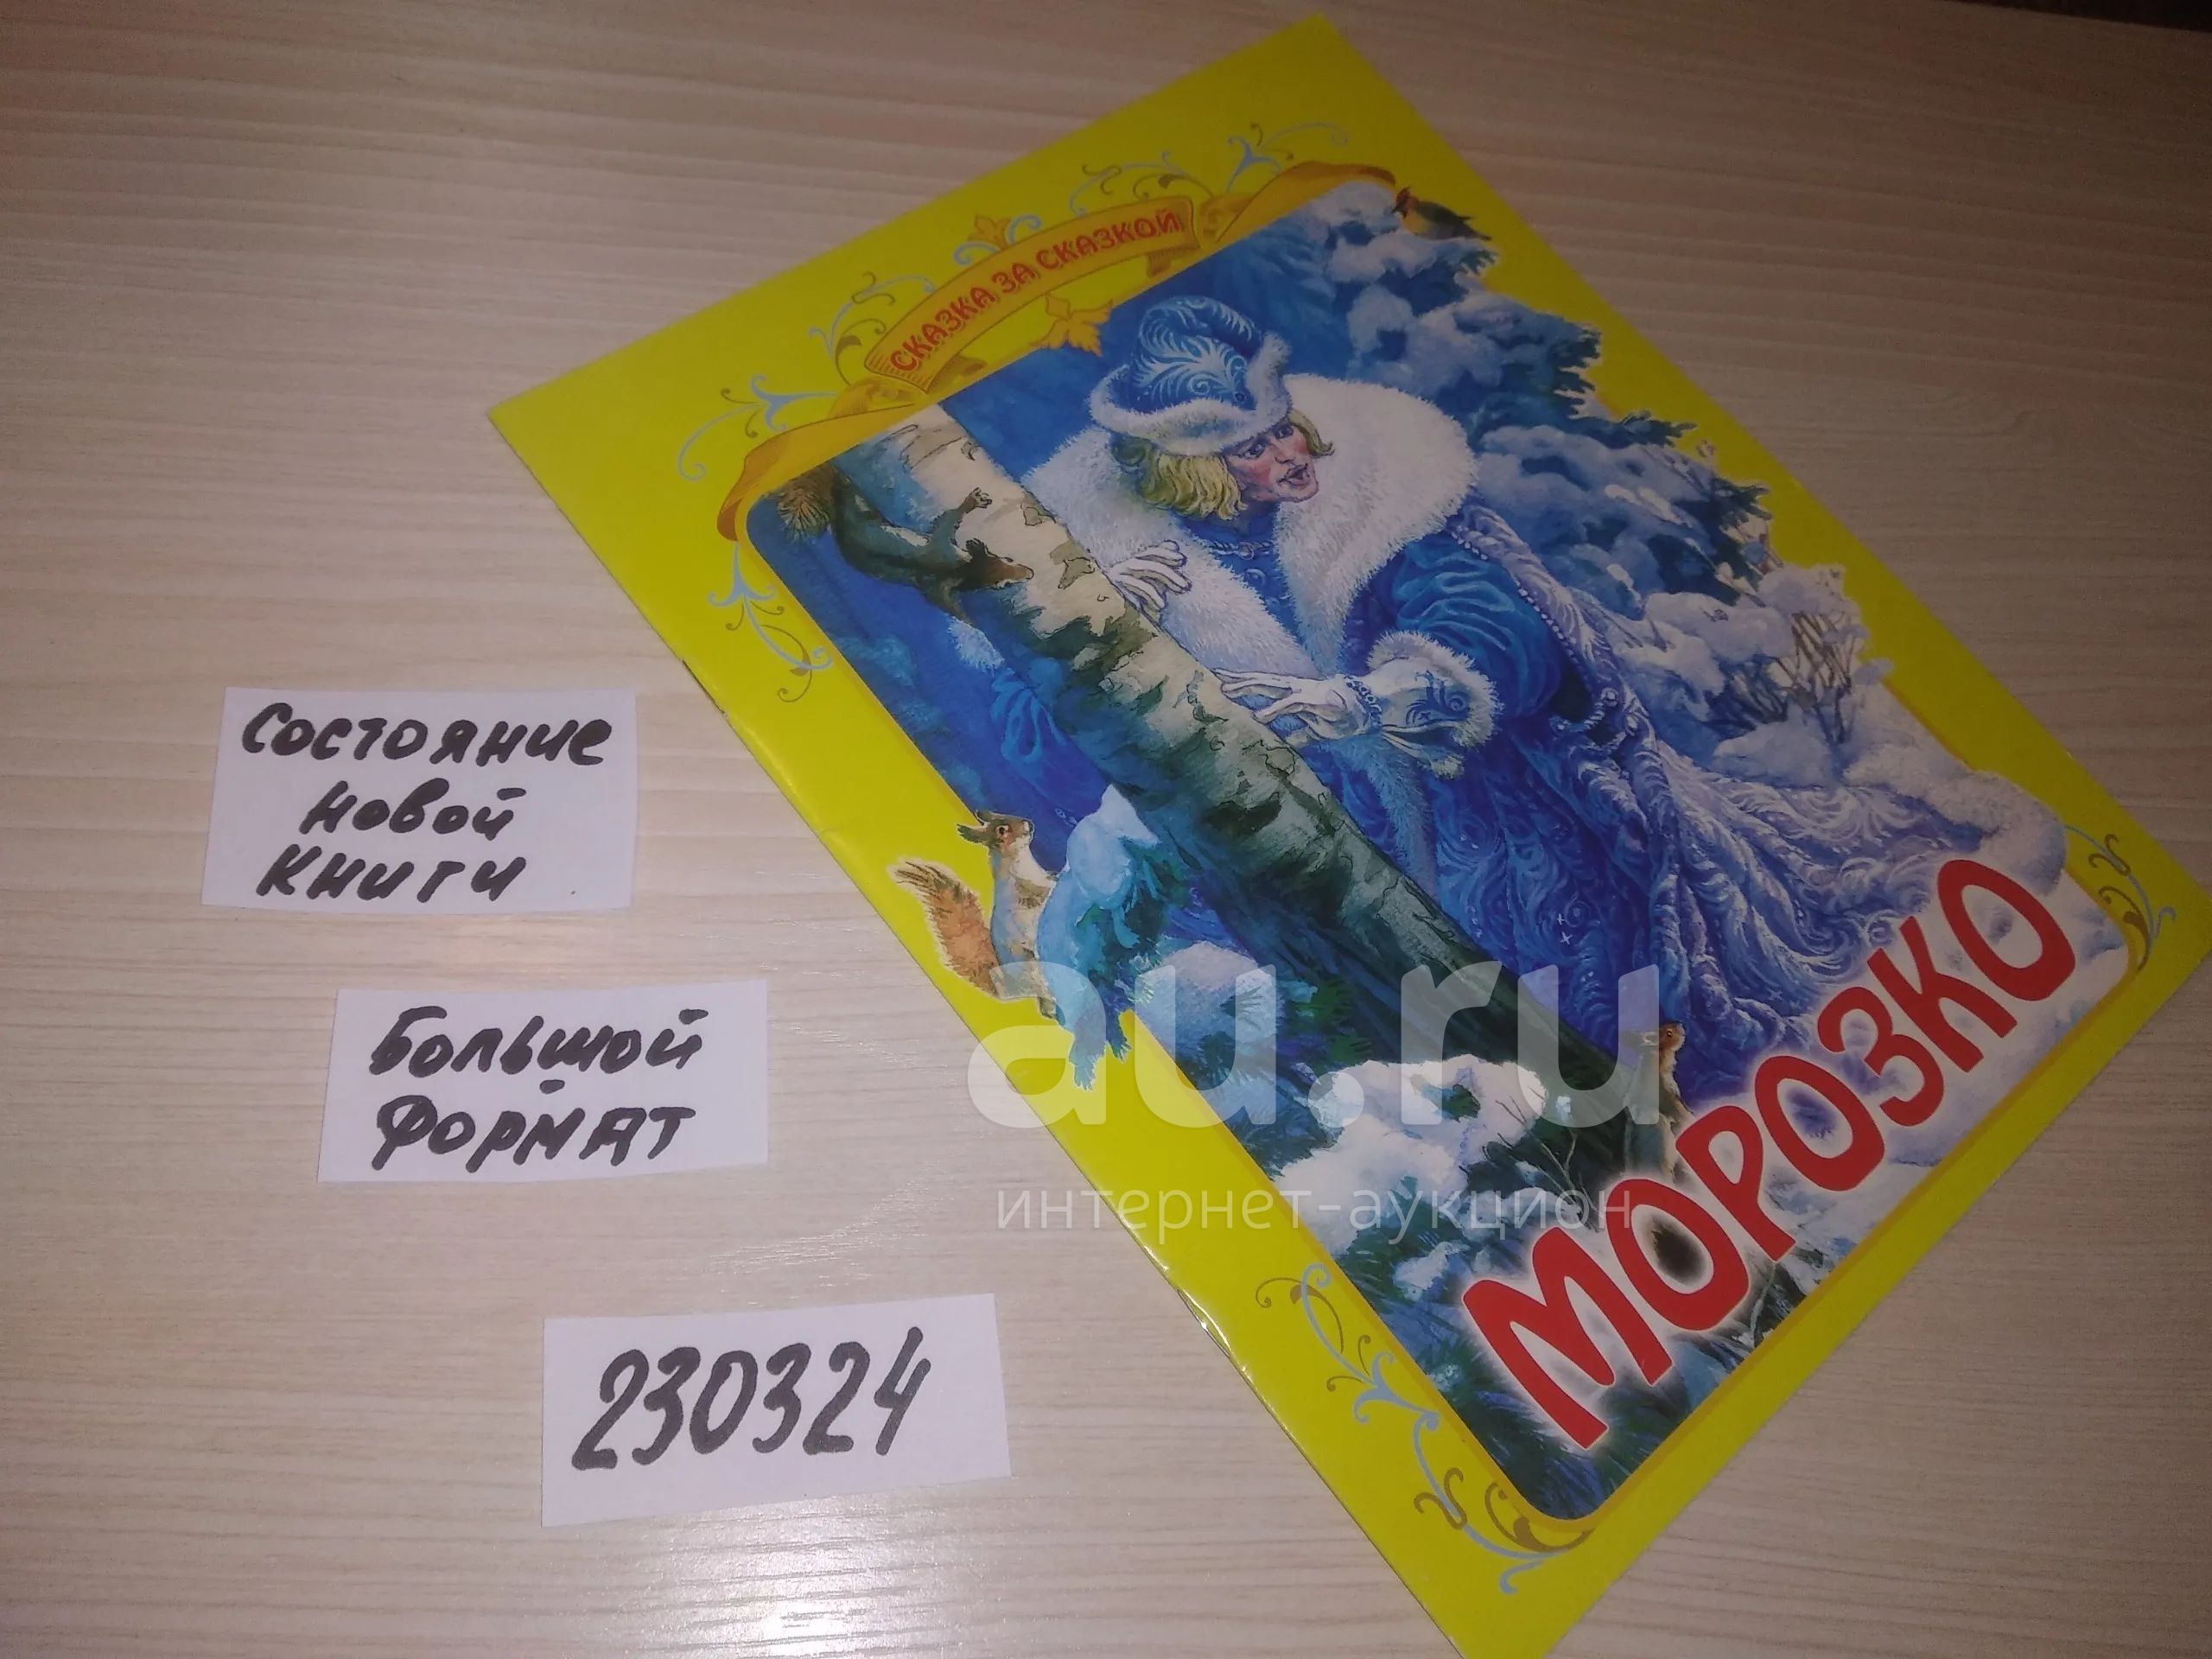 СКАЗКА ЗА СКАЗКОЙ
Состояние
новой
книги
Большой
формат
au.ru
интернет-аукцион
МОРОЗКО
230324